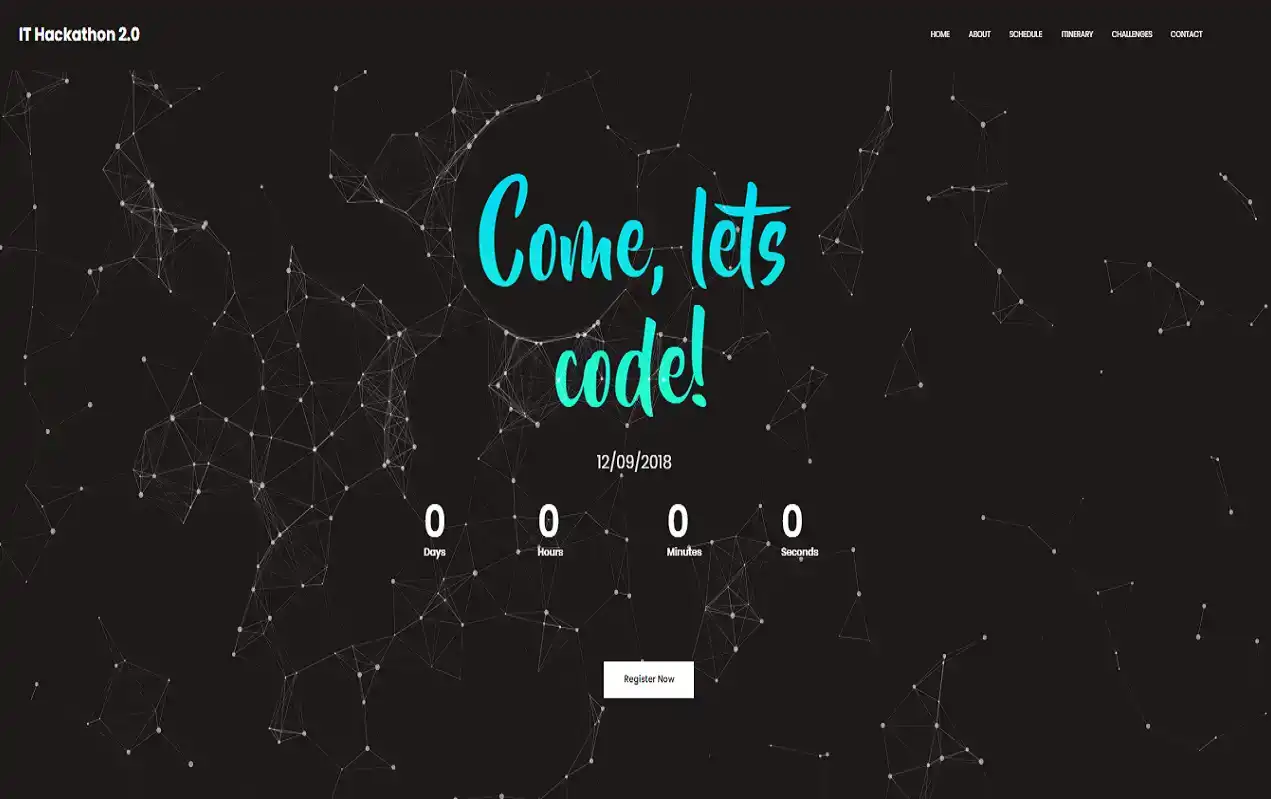 IT Hackathon 2.0
HOME ABOUT SCHEDULE ITINERARY CHALLENGES CONTACT
Come, lets
code!
12/09/2018
0 0 0 0
Days Hours Minutes Seconds
Register Now